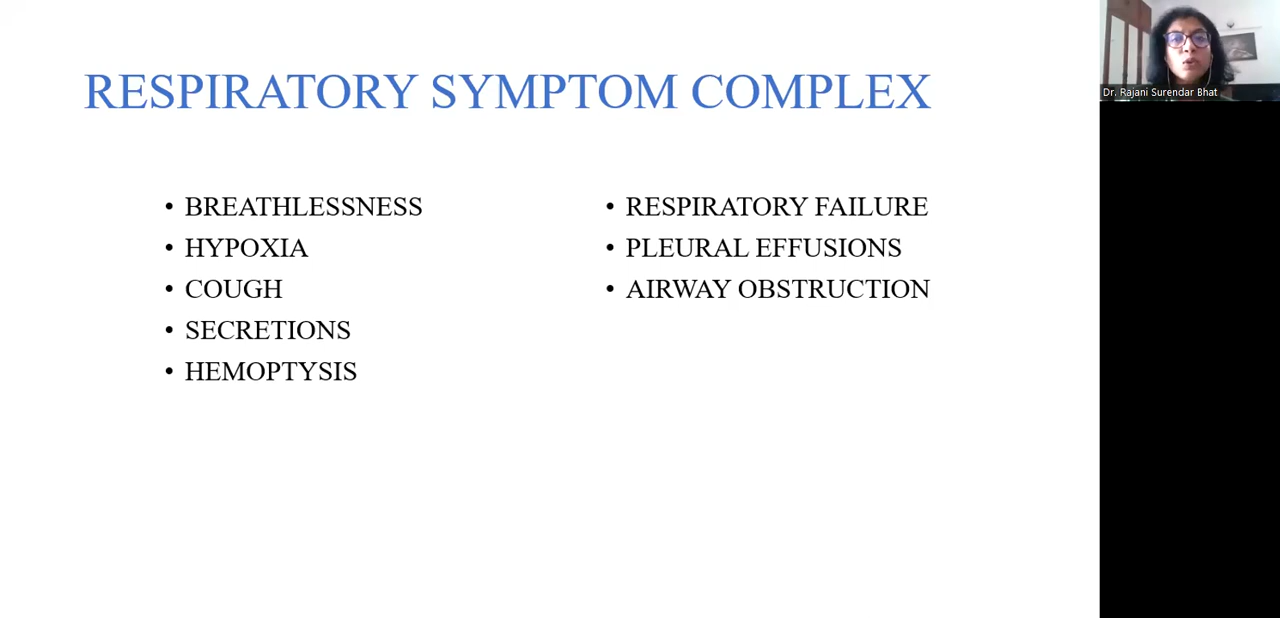 RESPIRATORY SYMPTOM COMPLEX
• BREATHLESSNESS
• HYPOXIA
• COUGH
• SECRETIONS
• HEMOPTYSIS
• RESPIRATORY FAILURE
• PLEURAL EFFUSIONS
• AIRWAY OBSTRUCTION
Dr. Rajani Surendar Bhat